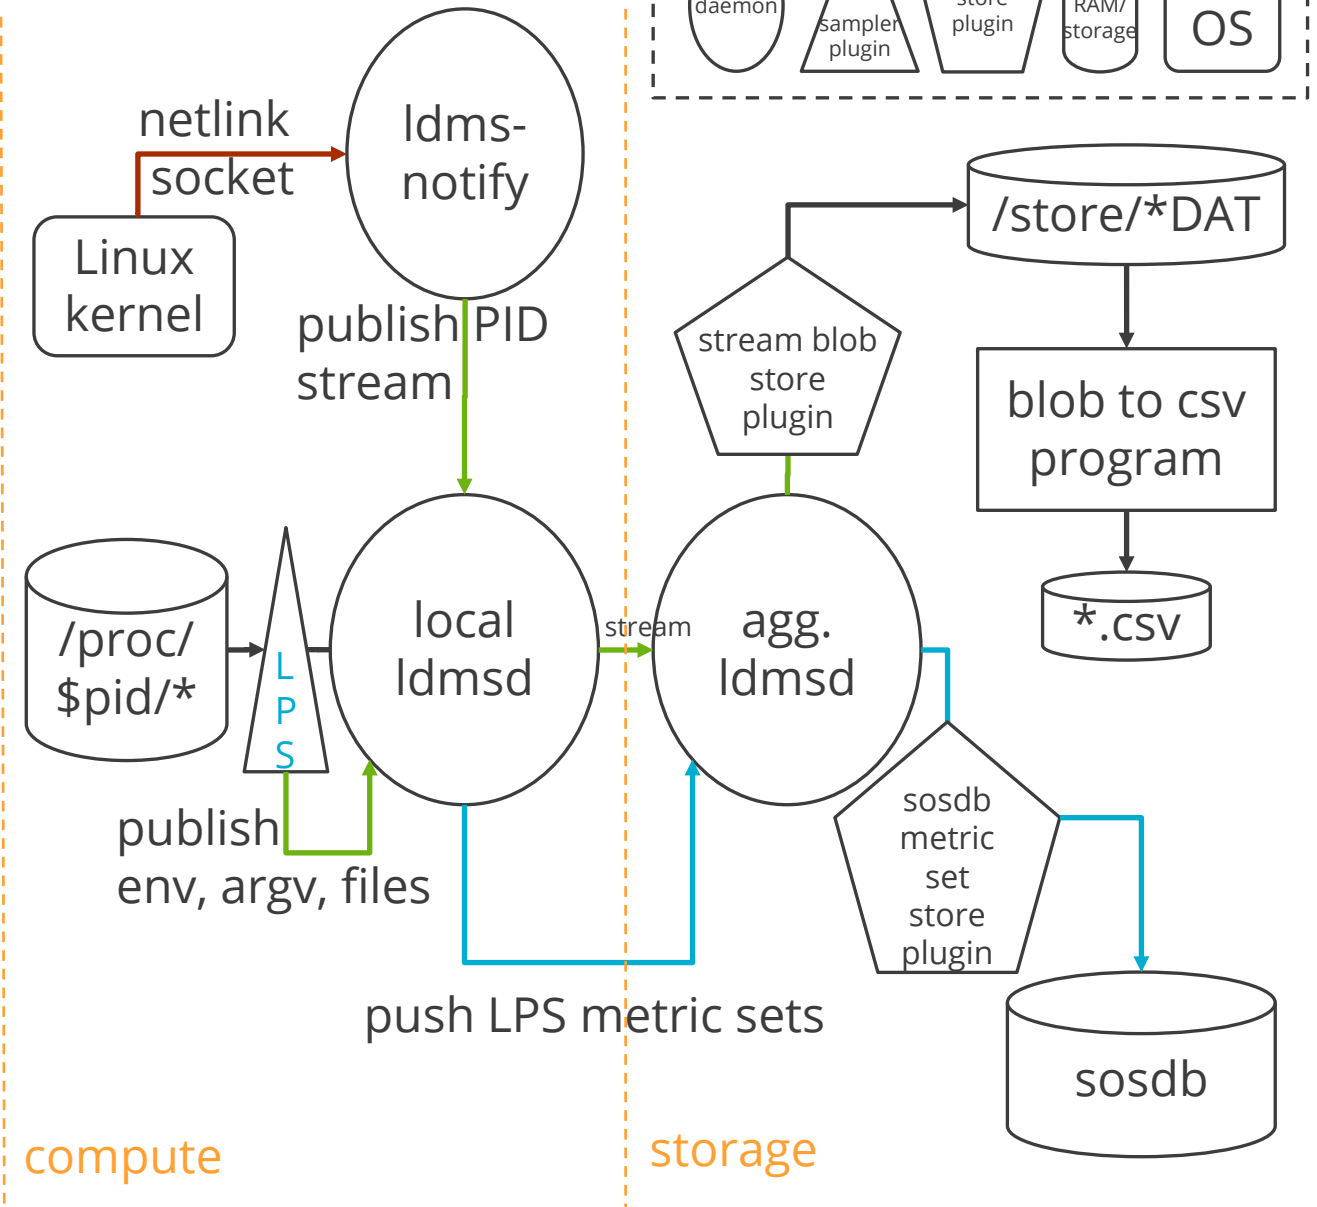 daemon
sampler
plugin
store
plugin
RAM/
storage
OS
netlink
socket
ldms-
notify
Linux
kernel
publish PID
stream
/store/*DAT
stream blob
store
plugin
blob to csv
program
*.csv
/proc/
$pid/*
L
P
S
local
ldmsd
stream
agg.
ldmsd
publish
env, argv, files
sosdb
metric
set
store
plugin
push LPS metric sets
sosdb
compute
storage